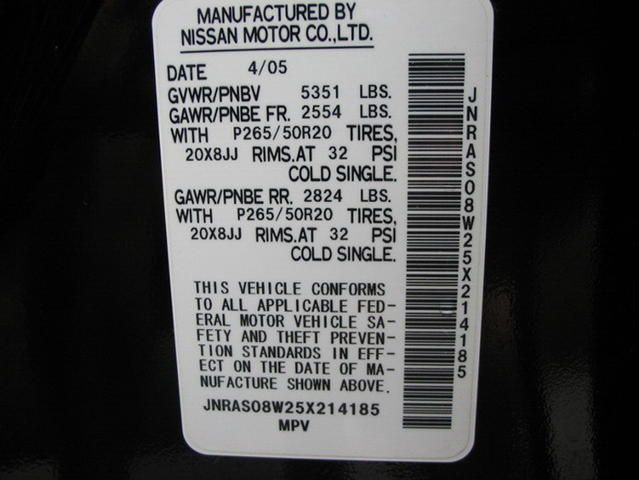 MANUFACTURED BY
NISSAN MOTOR CO.,LTD.
DATE 4/05
GVWR/PNBV 5351 LBS.
GAWR/PNBE FR. 2554 LBS.
WITH P265/50R20 TIRES,
20X8JJ RIMS.AT 32 PSI
COLD SINGLE.
GAWR/PNBE RR. 2824 LBS.
WITH P265/50R20 TIRES,
20X8JJ RIMS.AT 32 PSI
COLD SINGLE.
THIS VEHICLE CONFORMS
TO ALL APPLICABLE FED-
ERAL MOTOR VEHICLE SA-
FETY AND THEFT PREVEN-
TION STANDARDS IN EFF-
ECT ON THE DATE OF MA-
NUFACTURE SHOWN ABOVE.
JNRAS08W25X214185
MPV
JNRAS08W25X214185